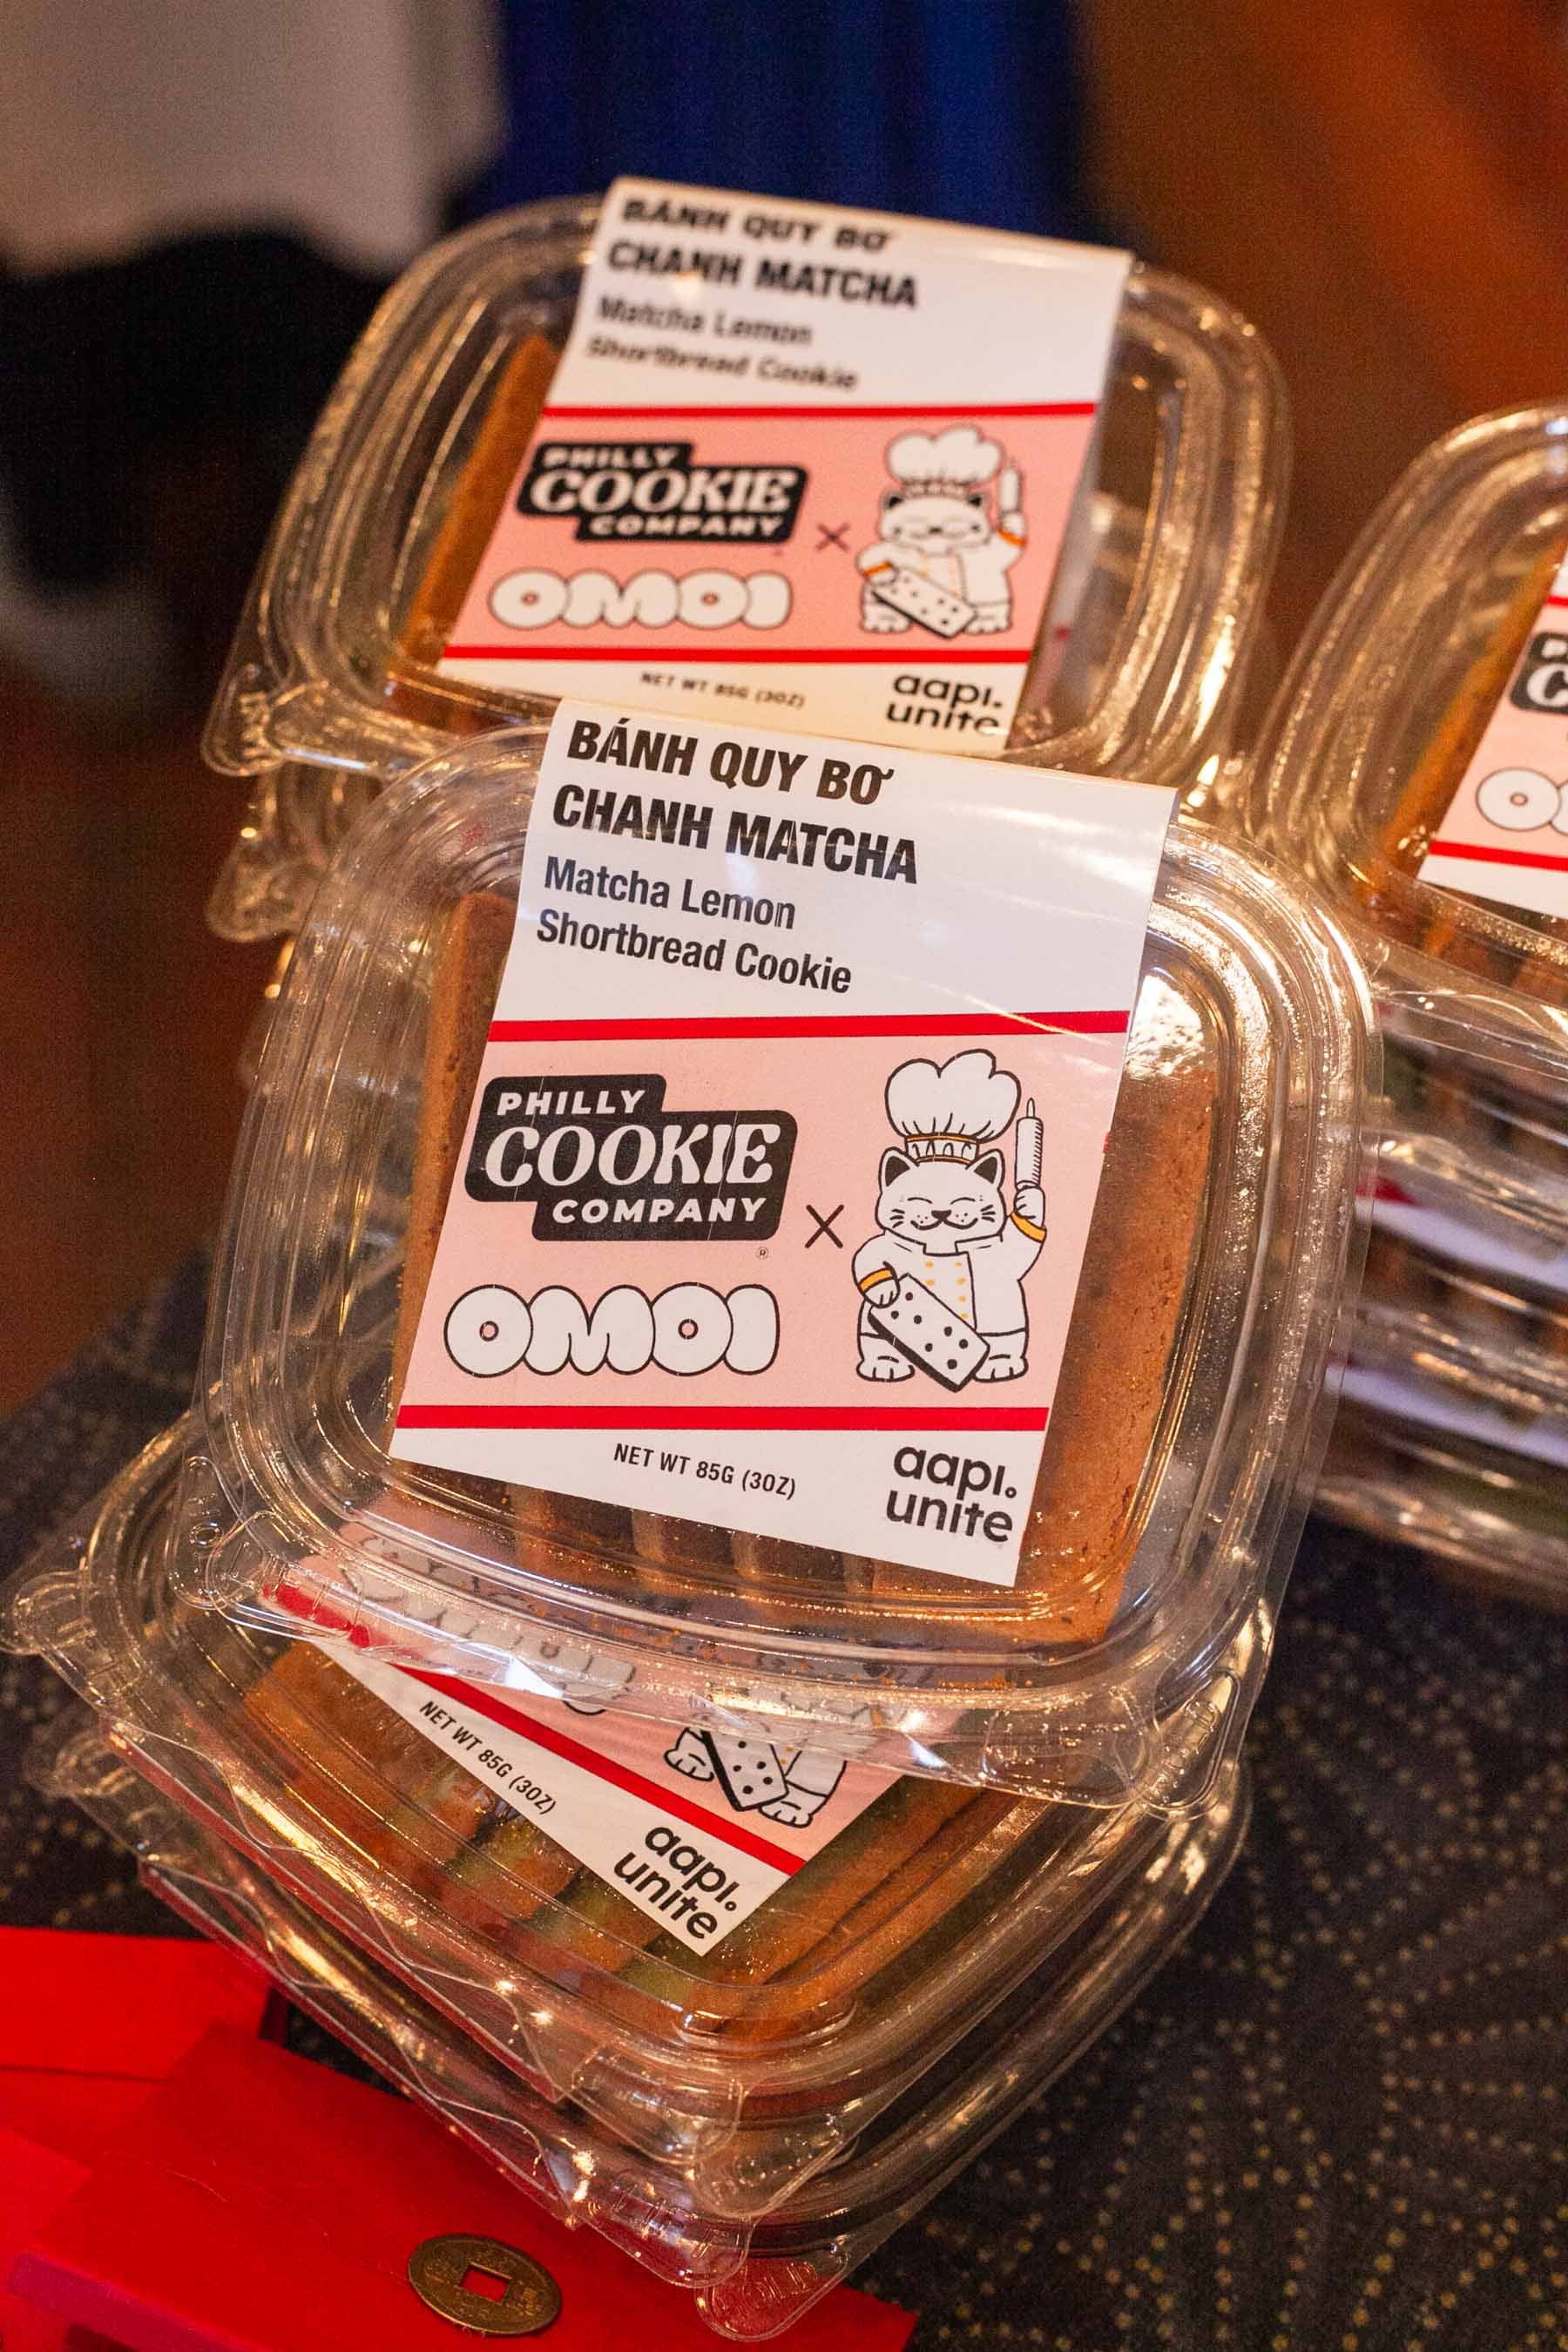 BÁNH QUY BƠ
CHANH MATCHA
Matcha Lemon
Shortbread Cookie
PHILLY
COOKIE
COMPANY
×
OMOI
NET WT 85G (3OZ)
aapi.
unite
BÁNH QUY BƠ
CHANH MATCHA
Matcha Lemon
Shortbread Cookie
PHILLY
COOKIE
COMPANY
®
×
OMOI
NET WT 85G (3OZ)
aapi.
unite
NET WT 85G (3OZ)
aapi.
unite